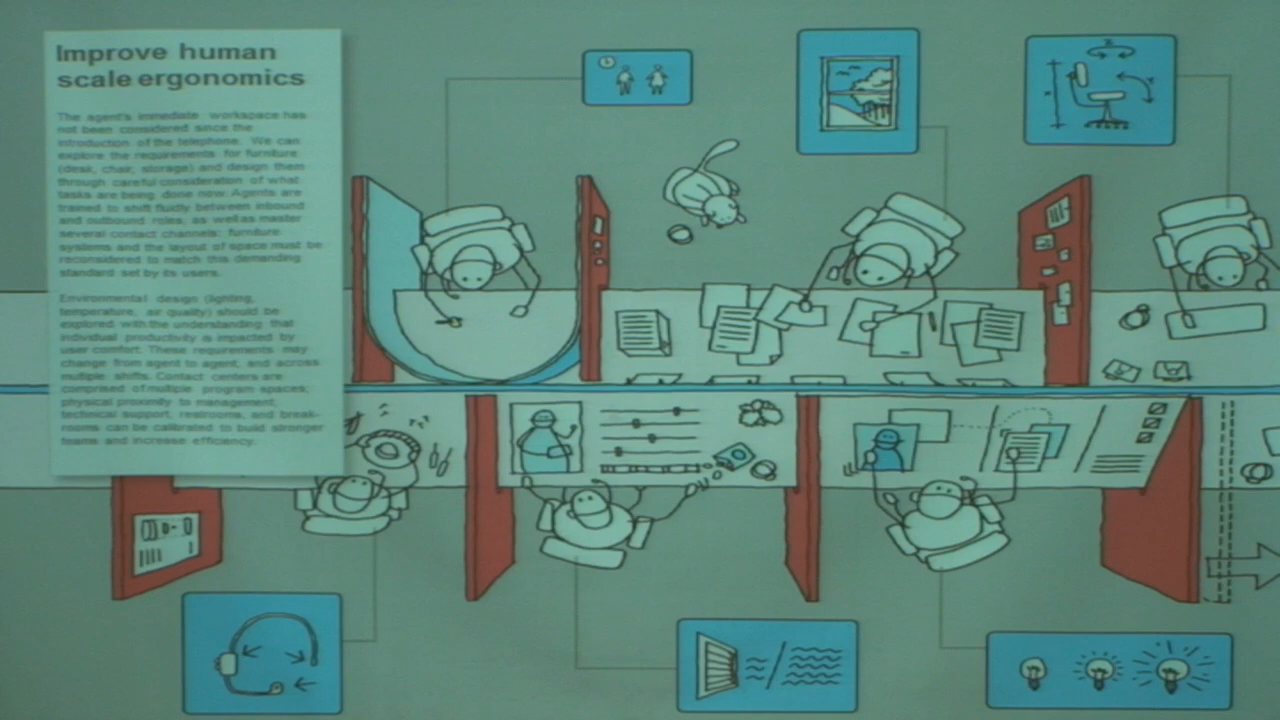 Improve human
scale ergonomics
The agent's immediate workspace has
not been considered since the
introduction of the telephone. We can
explore the requirements for furniture
(desk, chair, storage) and design them
through careful consideration of what
tasks are being done now. Agents are
trained to shift fluidly between inbound
and outbound roles, as well as master
several contact channels: furniture
systems and the layout of space must be
reconsidered to match this demanding
standard set by its users.
Environmental design (lighting,
temperature, air quality) should be
explored with the understanding that
individual productivity is impacted by
user comfort. These requirements may
change from agent to agent, and across
multiple shifts. Contact centers are
comprised of multiple program spaces;
physical proximity to management,
technical support, restrooms, and break-
rooms can be calibrated to build stronger
teams and increase efficiency.